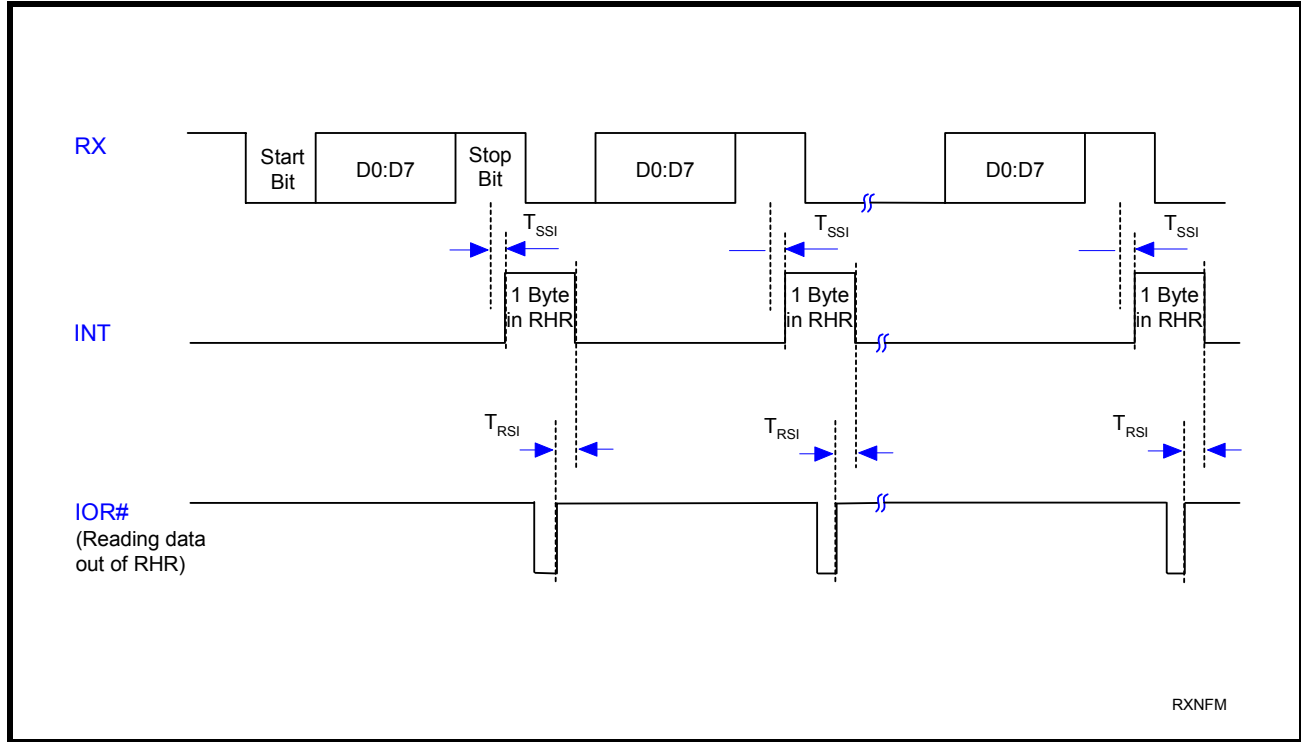 RX
Start
Bit
D0:D7
Stop
Bit
D0:D7
D0:D7
TSSI
TSSI
TSSI
INT
1 Byte
in RHR
1 Byte
in RHR
1 Byte
in RHR
TRSI
TRSI
TRSI
IOR#
(Reading data
out of RHR)
RXNFM